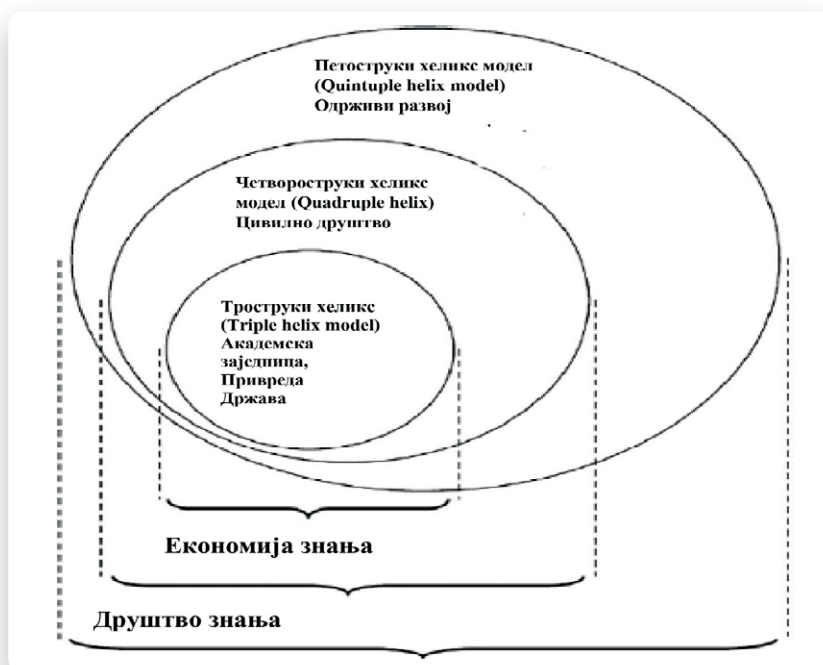 Петоструки хеликс модел
(Quintuple helix model)
Одрживи развој
Четвороструки хеликс
модел (Quadruple helix)
Цивилно друштво
Троструки хеликс
(Triple helix model)
Академска
заједница,
Привреда
Држава
Економија знања
Друштво знања